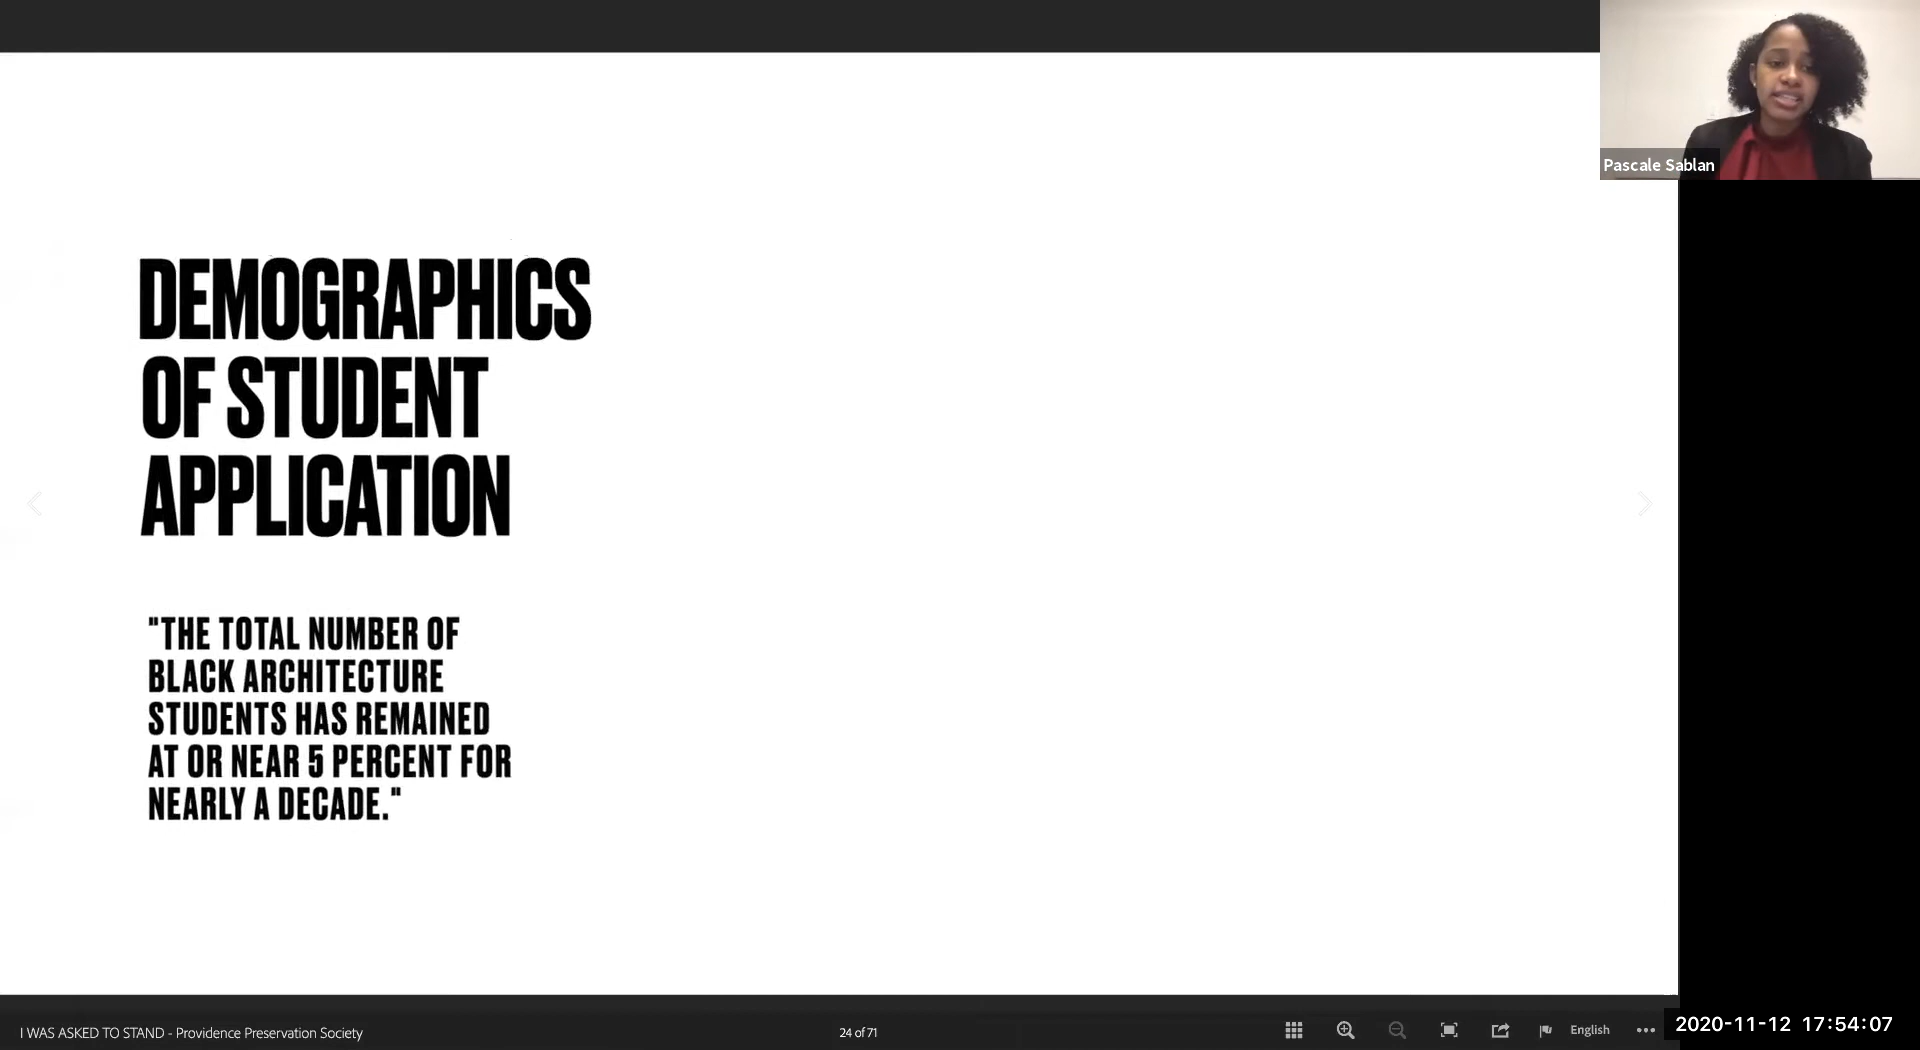 Pascale Sablan
DEMOGRAPHICS
OF STUDENT
APPLICATION
"THE TOTAL NUMBER OF
BLACK ARCHITECTURE
STUDENTS HAS REMAINED
AT OR NEAR 5 PERCENT FOR
NEARLY A DECADE."
I WAS ASKED TO STAND - Providence Preservation Society
24 of 71
English
2020-11-12 17:54:07